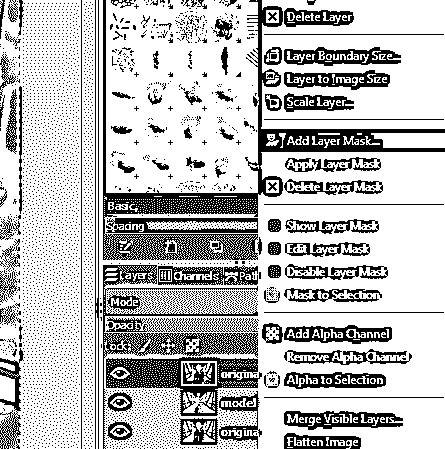 Delete Layer
Layer Boundary Size...
Layer to Image Size
Scale Layer...
Add Layer Mask...
Apply Layer Mask
Delete Layer Mask
Show Layer Mask
Edit Layer Mask
Disable Layer Mask
Mask to Selection
Add Alpha Channel
Remove Alpha Channel
Alpha to Selection
Merge Visible Layers...
Flatten Image
Basic,
Spacing
Layers Channels Path
Mode
Opacity
Lock:
origina
model
origina